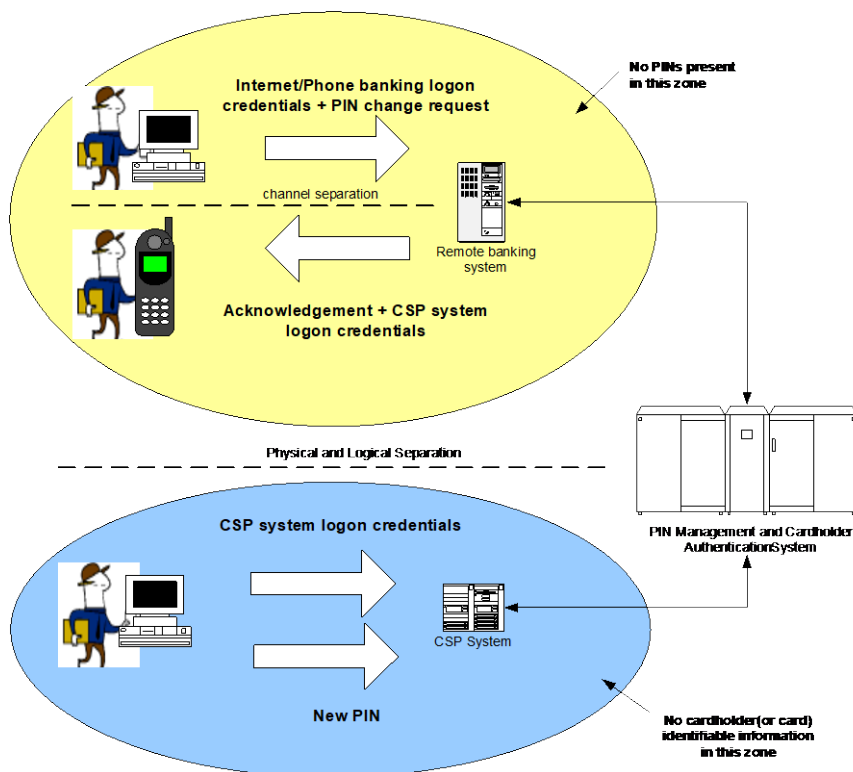 Internet/Phone banking logon
credentials + PIN change request
No PINs present
in this zone
channel separation
Remote banking
system
Acknowledgement + CSP system
logon credentials
Physical and Logical Separation
PIN Management and Cardholder
AuthenticationSystem
CSP system logon credentials
CSP System
New PIN
No cardholder(or card)
identifiable information
in this zone